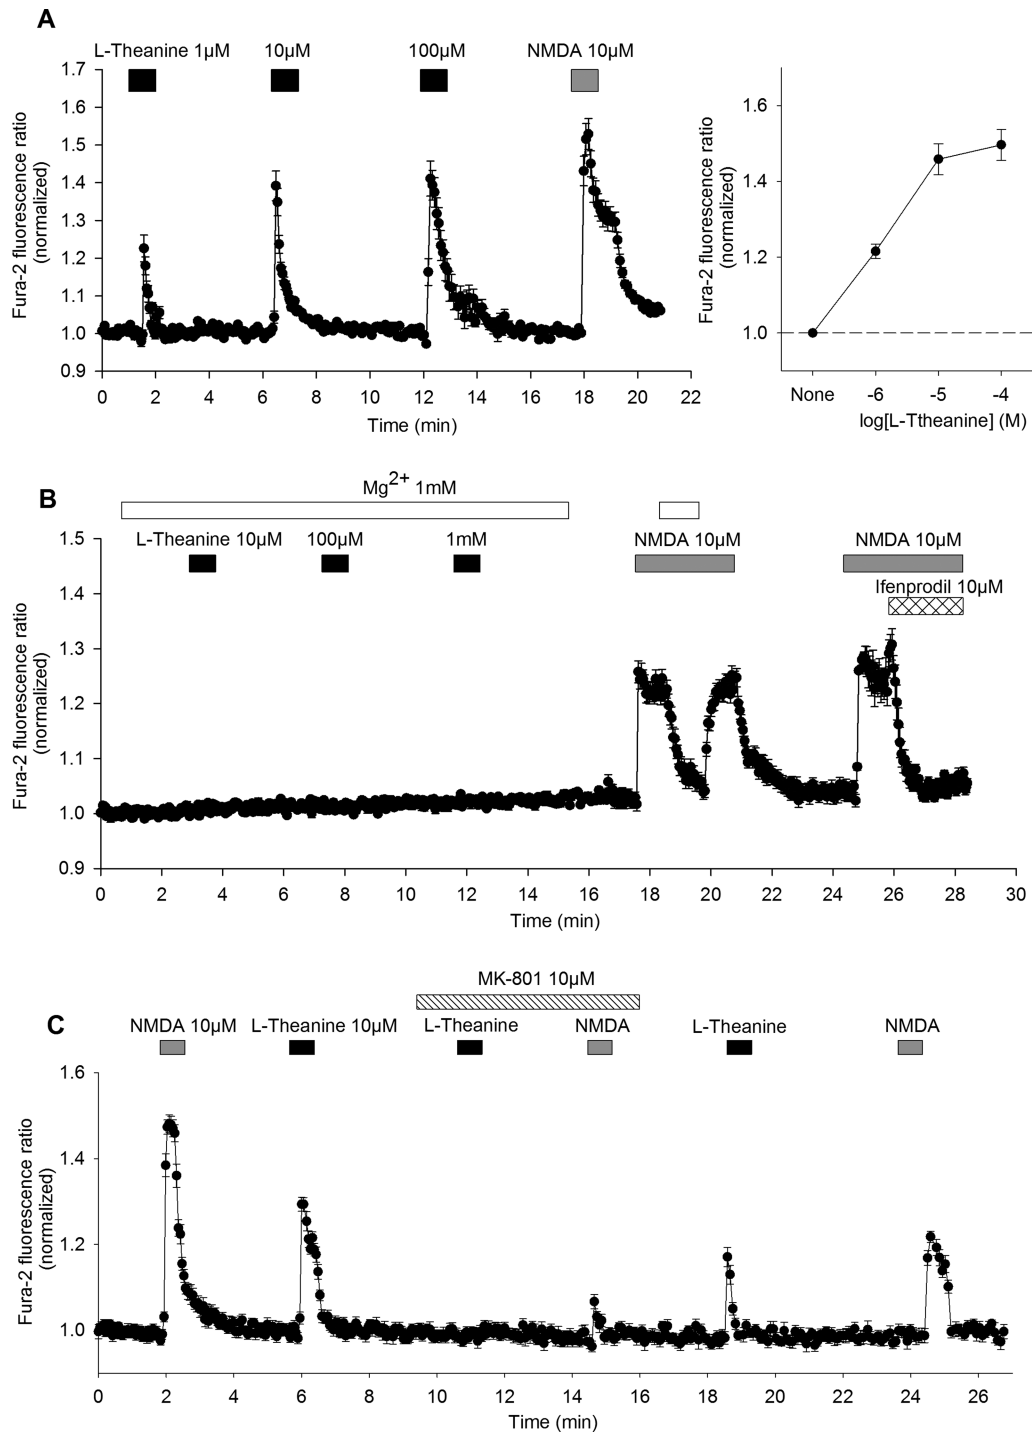 A
L-Theanine 1µM 10µM 100µM NMDA 10µM
1.7
1.6
1.5
1.4
1.3
1.2
1.1
1.0
0.9
Fura-2 fluorescence ratio
(normalized)
0 2 4 6 8 10 12 14 16 18 20 22
Time (min)
1.6
1.4
1.2
1.0
Fura-2 fluorescence ratio
(normalized)
None -6 -5 -4
log[L-Ttheanine] (M)
B
Mg2+ 1mM
L-Theanine 10µM 100µM 1mM NMDA 10µM NMDA 10µM
Ifenprodil 10µM
1.5
1.4
1.3
1.2
1.1
1.0
0.9
Fura-2 fluorescence ratio
(normalized)
0 2 4 6 8 10 12 14 16 18 20 22 24 26 28 30
Time (min)
MK-801 10µM
C
NMDA 10µM L-Theanine 10µM L-Theanine NMDA L-Theanine NMDA
1.6
1.4
1.2
1.0
Fura-2 fluorescence ratio
(normalized)
0 2 4 6 8 10 12 14 16 18 20 22 24 26
Time (min)